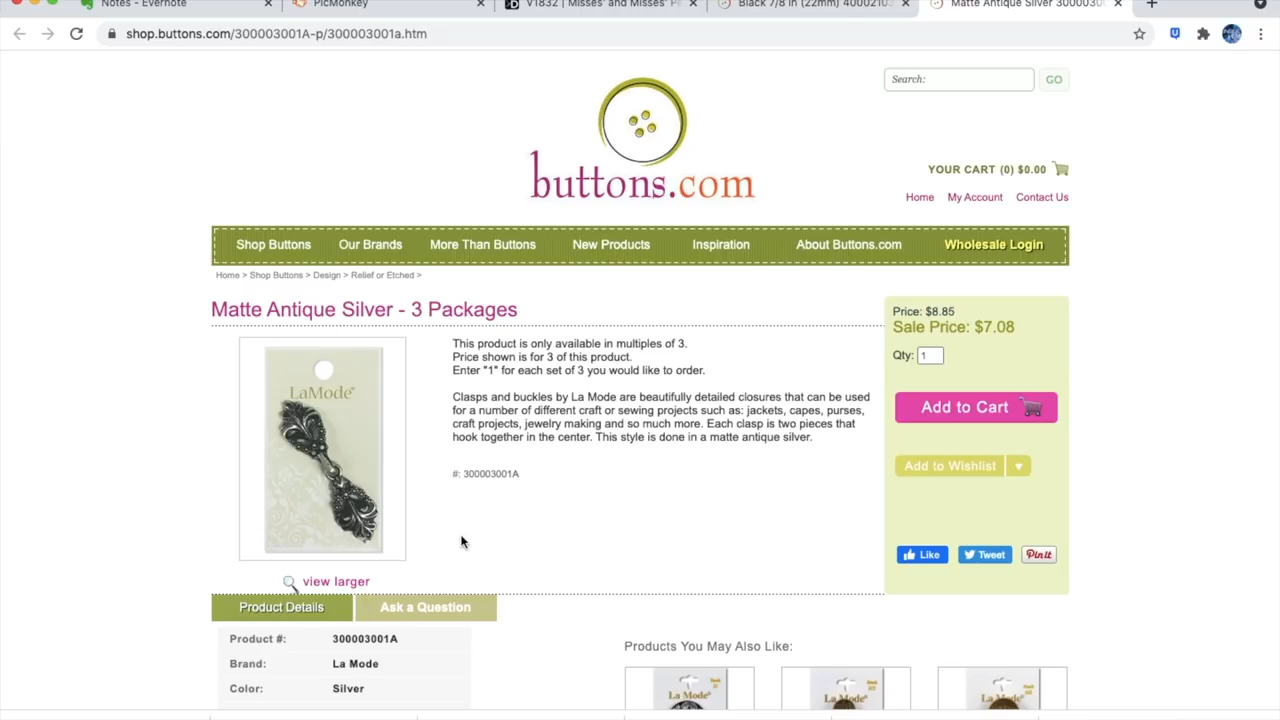 Notes - Evernote
PicMonkey
V1832 | Misses' and Misses' Pe
Black 7/8 in (22mm) 40002103
Matte Antique Silver 30000300
shop.buttons.com/300003001A-p/300003001a.htm
Search:
GO
buttons.com
YOUR CART (0) $0.00
Home
My Account
Contact Us
Shop Buttons
Our Brands
More Than Buttons
New Products
Inspiration
About Buttons.com
Wholesale Login
Home > Shop Buttons > Design > Relief or Etched >
Matte Antique Silver - 3 Packages
LaMode®
view larger
This product is only available in multiples of 3.
Price shown is for 3 of this product.
Enter "1" for each set of 3 you would like to order.
Clasps and buckles by La Mode are beautifully detailed closures that can be used
for a number of different craft or sewing projects such as: jackets, capes, purses,
craft projects, jewelry making and so much more. Each clasp is two pieces that
hook together in the center. This style is done in a matte antique silver.
#: 300003001A
Price: $8.85
Sale Price: $7.08
Qty: 1
Add to Cart
Add to Wishlist
Like
Tweet
Pin it
Product Details
Ask a Question
Product #: 300003001A
Brand: La Mode
Color: Silver
Products You May Also Like:
La Mode®
La Mode®
La Mode®